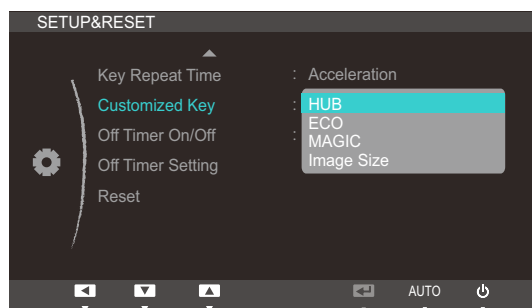 SETUP&RESET
Key Repeat Time : Acceleration
Customized Key : HUB
ECO
Off Timer On/Off : MAGIC
Off Timer Setting Image Size
Reset
AUTO